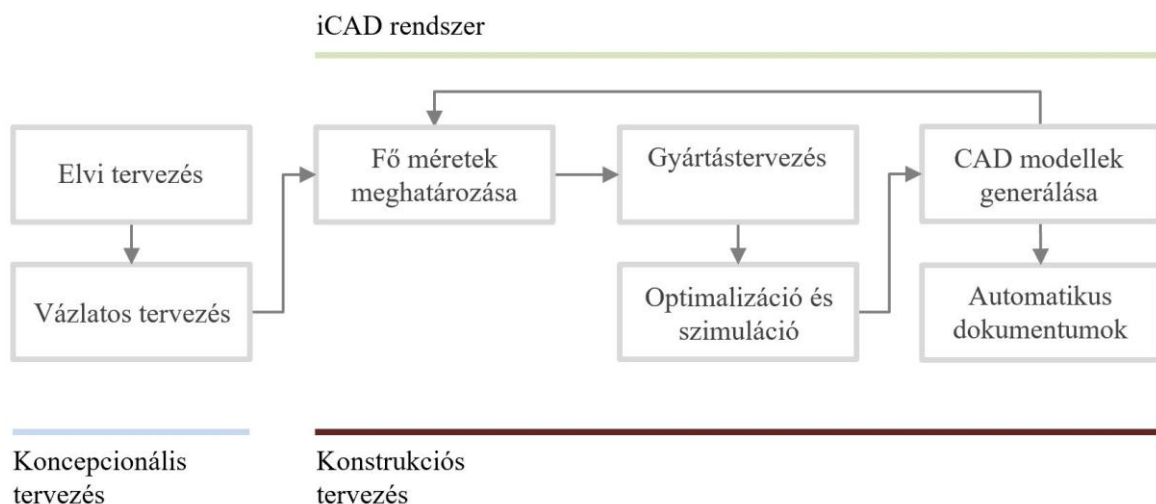 iCAD rendszer
Elvi tervezés
Vázlatos tervezés
Fő méretek
meghatározása
Gyártástervezés
Optimalizáció és
szimuláció
CAD modellek
generálása
Automatikus
dokumentumok
Koncepcionális
tervezés
Konstrukciós
tervezés